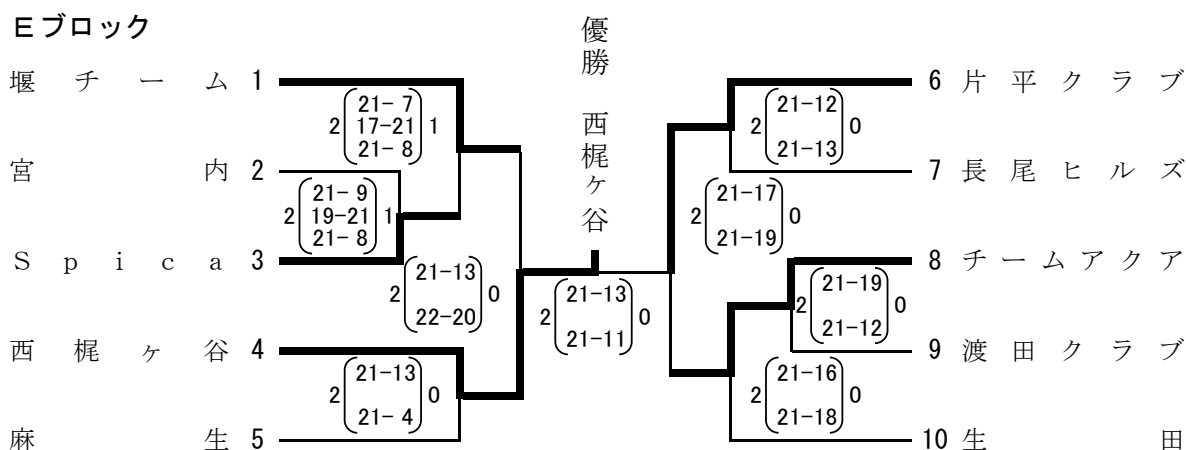 Eブロック
優勝 西梶ヶ谷
堰チーム 1
2 21- 7 1
17-21
21- 8
宮内 2
2 21- 9 1
19-21
21- 8
Spica 3
2 21-13 0
22-20
西梶ヶ谷 4
2 21-13 0
21- 4
麻生 5
2 21-13 0
21-11
6 片平クラブ
2 21-12 0
21-13
7 長尾ヒルズ
2 21-17 0
21-19
8 チームアクア
2 21-19 0
21-12
9 渡田クラブ
2 21-16 0
21-18
10 生田